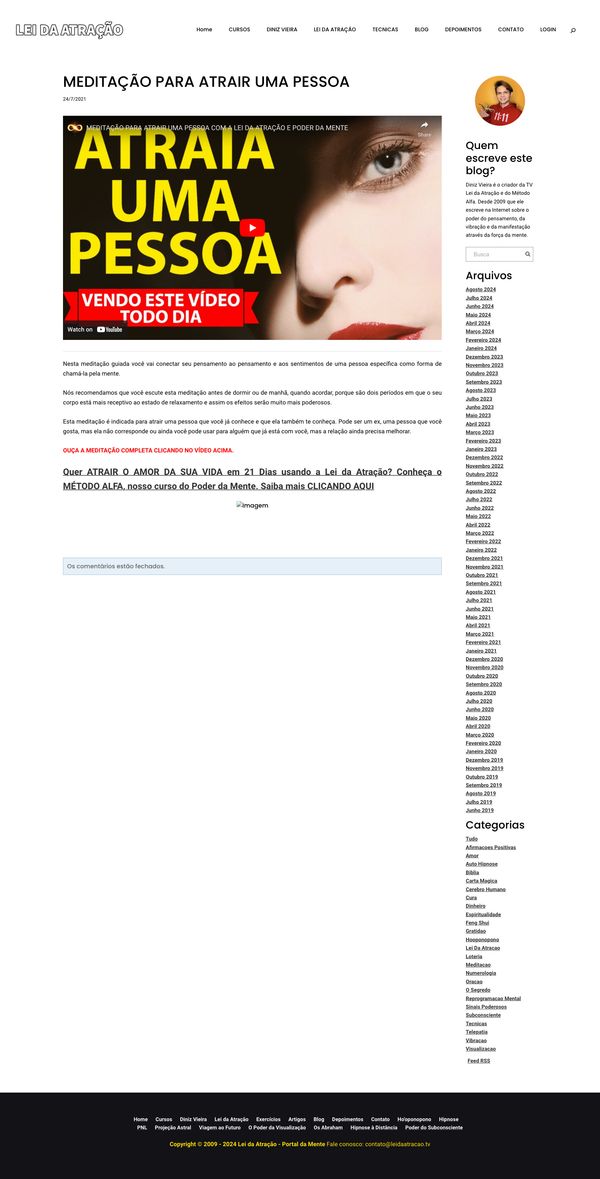 LEI DA ATRAÇÃO
Home CURSOS DINIZ VIEIRA LEI DA ATRAÇÃO TECNICAS BLOG DEPOIMENTOS CONTATO LOGIN
MEDITAÇÃO PARA ATRAIR UMA PESSOA
24/7/2021
MEDITAÇÃO PARA ATRAIR UMA PESSOA COM A LEI DA ATRAÇÃO E PODER DA MENTE
Share
ATRAIA
UMA
PESSOA
VENDO ESTE VÍDEO
TODO DIA
Watch on YouTube
Nesta meditação guiada você vai conectar seu pensamento ao pensamento e aos sentimentos de uma pessoa específica como forma de
chamá-la pela mente.
Nós recomendamos que você escute esta meditação antes de dormir ou de manhã, quando acordar, porque são dois períodos em que o seu
corpo está mais receptivo ao estado de relaxamento e assim os efeitos serão muito mais poderosos.
Esta meditação é indicada para atrair uma pessoa que você já conhece e que ela também te conheça. Pode ser um ex, uma pessoa que você
gosta, mas ela não corresponde ou ainda você pode usar para alguém que já está com você, mas a relação ainda precisa melhorar.
OUÇA A MEDITAÇÃO COMPLETA CLICANDO NO VÍDEO ACIMA.
Quer ATRAIR O AMOR DA SUA VIDA em 21 Dias usando a Lei da Atração? Conheça o
MÉTODO ALFA, nosso curso do Poder da Mente. Saiba mais CLICANDO AQUI
Imagem
Os comentários estão fechados.
11:11
Quem
escreve este
blog?
Diniz Vieira é o criador da TV
Lei da Atração e do Método
Alfa. Desde 2009 que ele
escreve na Internet sobre o
poder do pensamento, da
vibração e da manifestação
através da força da mente.
Busca
Arquivos
Agosto 2024
Julho 2024
Junho 2024
Maio 2024
Abril 2024
Março 2024
Fevereiro 2024
Janeiro 2024
Dezembro 2023
Novembro 2023
Outubro 2023
Setembro 2023
Agosto 2023
Julho 2023
Junho 2023
Maio 2023
Abril 2023
Março 2023
Fevereiro 2023
Janeiro 2023
Dezembro 2022
Novembro 2022
Outubro 2022
Setembro 2022
Agosto 2022
Julho 2022
Junho 2022
Maio 2022
Abril 2022
Março 2022
Fevereiro 2022
Janeiro 2022
Dezembro 2021
Novembro 2021
Outubro 2021
Setembro 2021
Agosto 2021
Julho 2021
Junho 2021
Maio 2021
Abril 2021
Março 2021
Fevereiro 2021
Janeiro 2021
Dezembro 2020
Novembro 2020
Outubro 2020
Setembro 2020
Agosto 2020
Julho 2020
Junho 2020
Maio 2020
Abril 2020
Março 2020
Fevereiro 2020
Janeiro 2020
Dezembro 2019
Novembro 2019
Outubro 2019
Setembro 2019
Agosto 2019
Julho 2019
Junho 2019
Categorias
Tudo
Afirmacoes Positivas
Amor
Auto Hipnose
Biblia
Carta Magica
Cerebro Humano
Cura
Dinheiro
Espiritualidade
Feng Shui
Gratidao
Hooponopono
Lei Da Atracao
Loteria
Meditacao
Numerologia
Oracao
O Segredo
Reprogramacao Mental
Sinais Poderosos
Subconsciente
Tecnicas
Telepatia
Vibracao
Visualizacao
Feed RSS
Home Cursos Diniz Vieira Lei da Atração Exercícios Artigos Blog Depoimentos Contato Ho'oponopono Hipnose
PNL Projeção Astral Viagem ao Futuro O Poder da Visualização Os Abraham Hipnose à Distância Poder do Subconsciente
Copyright © 2009 - 2024 Lei da Atração - Portal da Mente Fale conosco: contato@leidaatracao.tv